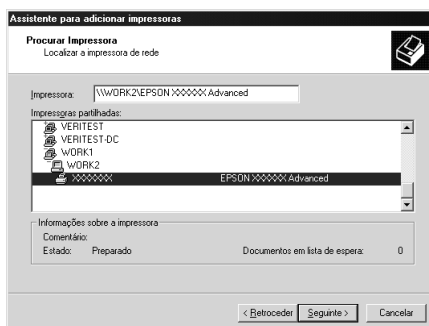 Assistente para adicionar impressoras
Procurar Impressora
Localizar a impressora de rede
Impressora: \\WORK2\EPSON XXXXXX Advanced
Impressoras partilhadas:
VERITEST
VERITEST-DC
WORK1
WORK2
XXXXXXX EPSON XXXXXX Advanced
Informações sobre a impressora
Comentário:
Estado: Preparado Documentos em lista de espera: 0
< Retroceder Seguinte > Cancelar